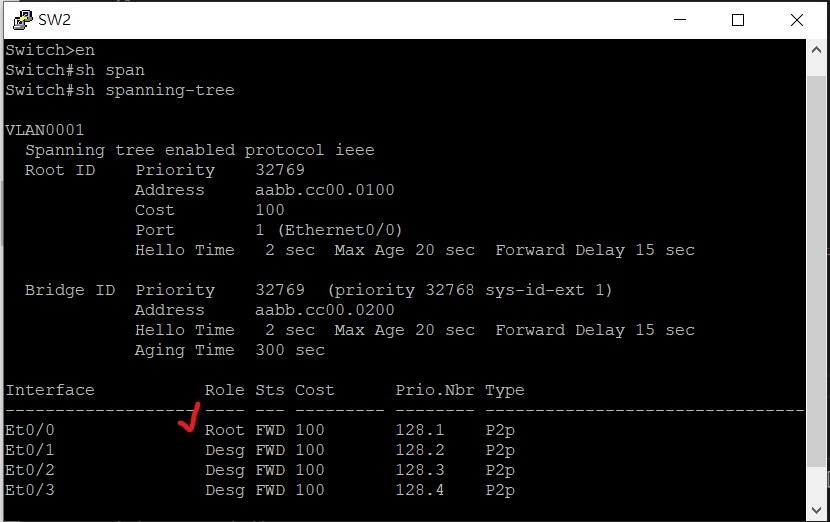 SW2
Switch>en
Switch#sh span
Switch#sh spanning-tree
VLAN0001
Spanning tree enabled protocol ieee
Root ID Priority 32769
Address aabb.cc00.0100
Cost 100
Port 1 (Ethernet0/0)
Hello Time 2 sec Max Age 20 sec Forward Delay 15 sec
Bridge ID Priority 32769 (priority 32768 sys-id-ext 1)
Address aabb.cc00.0200
Hello Time 2 sec Max Age 20 sec Forward Delay 15 sec
Aging Time 300 sec
Interface Role Sts Cost Prio.Nbr Type
------------------- ---- --- --------- -------- --------------------------------
Et0/0 Root FWD 100 128.1 P2p
Et0/1 Desg FWD 100 128.2 P2p
Et0/2 Desg FWD 100 128.3 P2p
Et0/3 Desg FWD 100 128.4 P2p